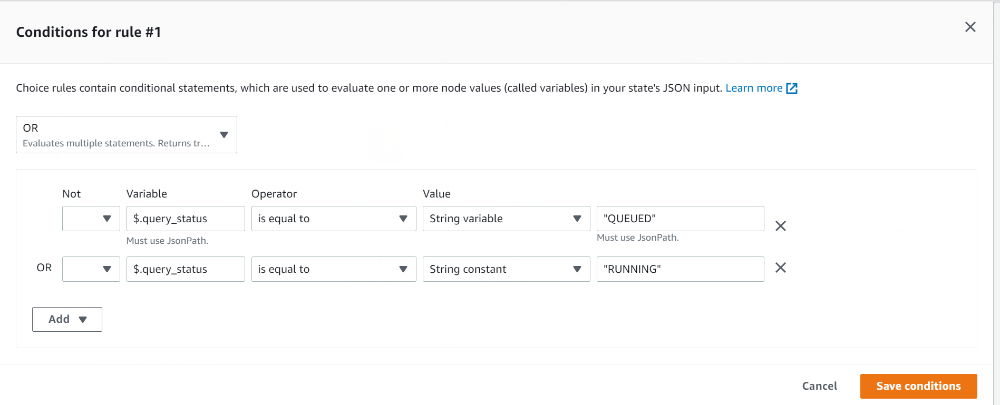 Conditions for rule #1
Choice rules contain conditional statements, which are used to evaluate one or more node values (called variables) in your state's JSON input. Learn more
OR
Evaluates multiple statements. Returns tr...
Not Variable Operator Value
$.query_status is equal to String variable "QUEUED"
Must use JsonPath. Must use JsonPath.
OR $.query_status is equal to String constant "RUNNING"
Add
Cancel Save conditions